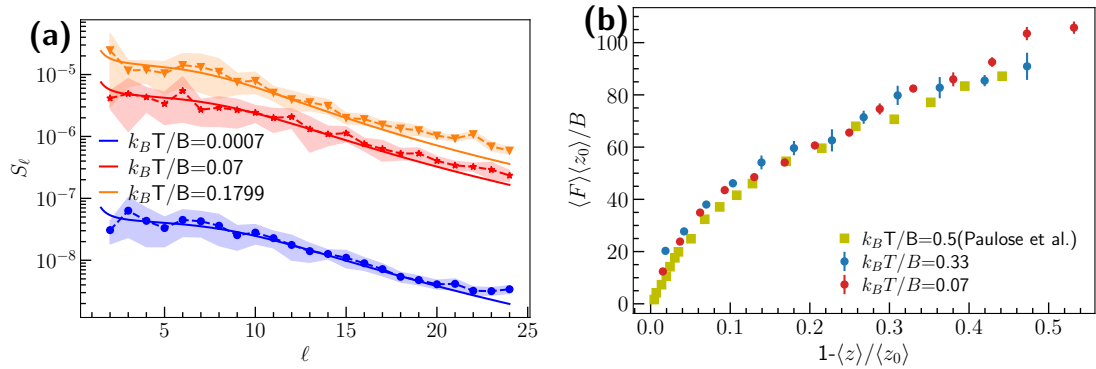 (a)
10⁻⁵
10⁻⁶
10⁻⁷
10⁻⁸
S_ℓ
k_BT/B=0.0007
k_BT/B=0.07
k_BT/B=0.1799
5 10 15 20 25
ℓ
(b)
100
80
60
40
20
0
⟨F⟩⟨z₀⟩/B
k_BT/B=0.5(Paulose et al.)
k_BT/B=0.33
k_BT/B=0.07
0.0 0.1 0.2 0.3 0.4 0.5
1-⟨z⟩/⟨z₀⟩